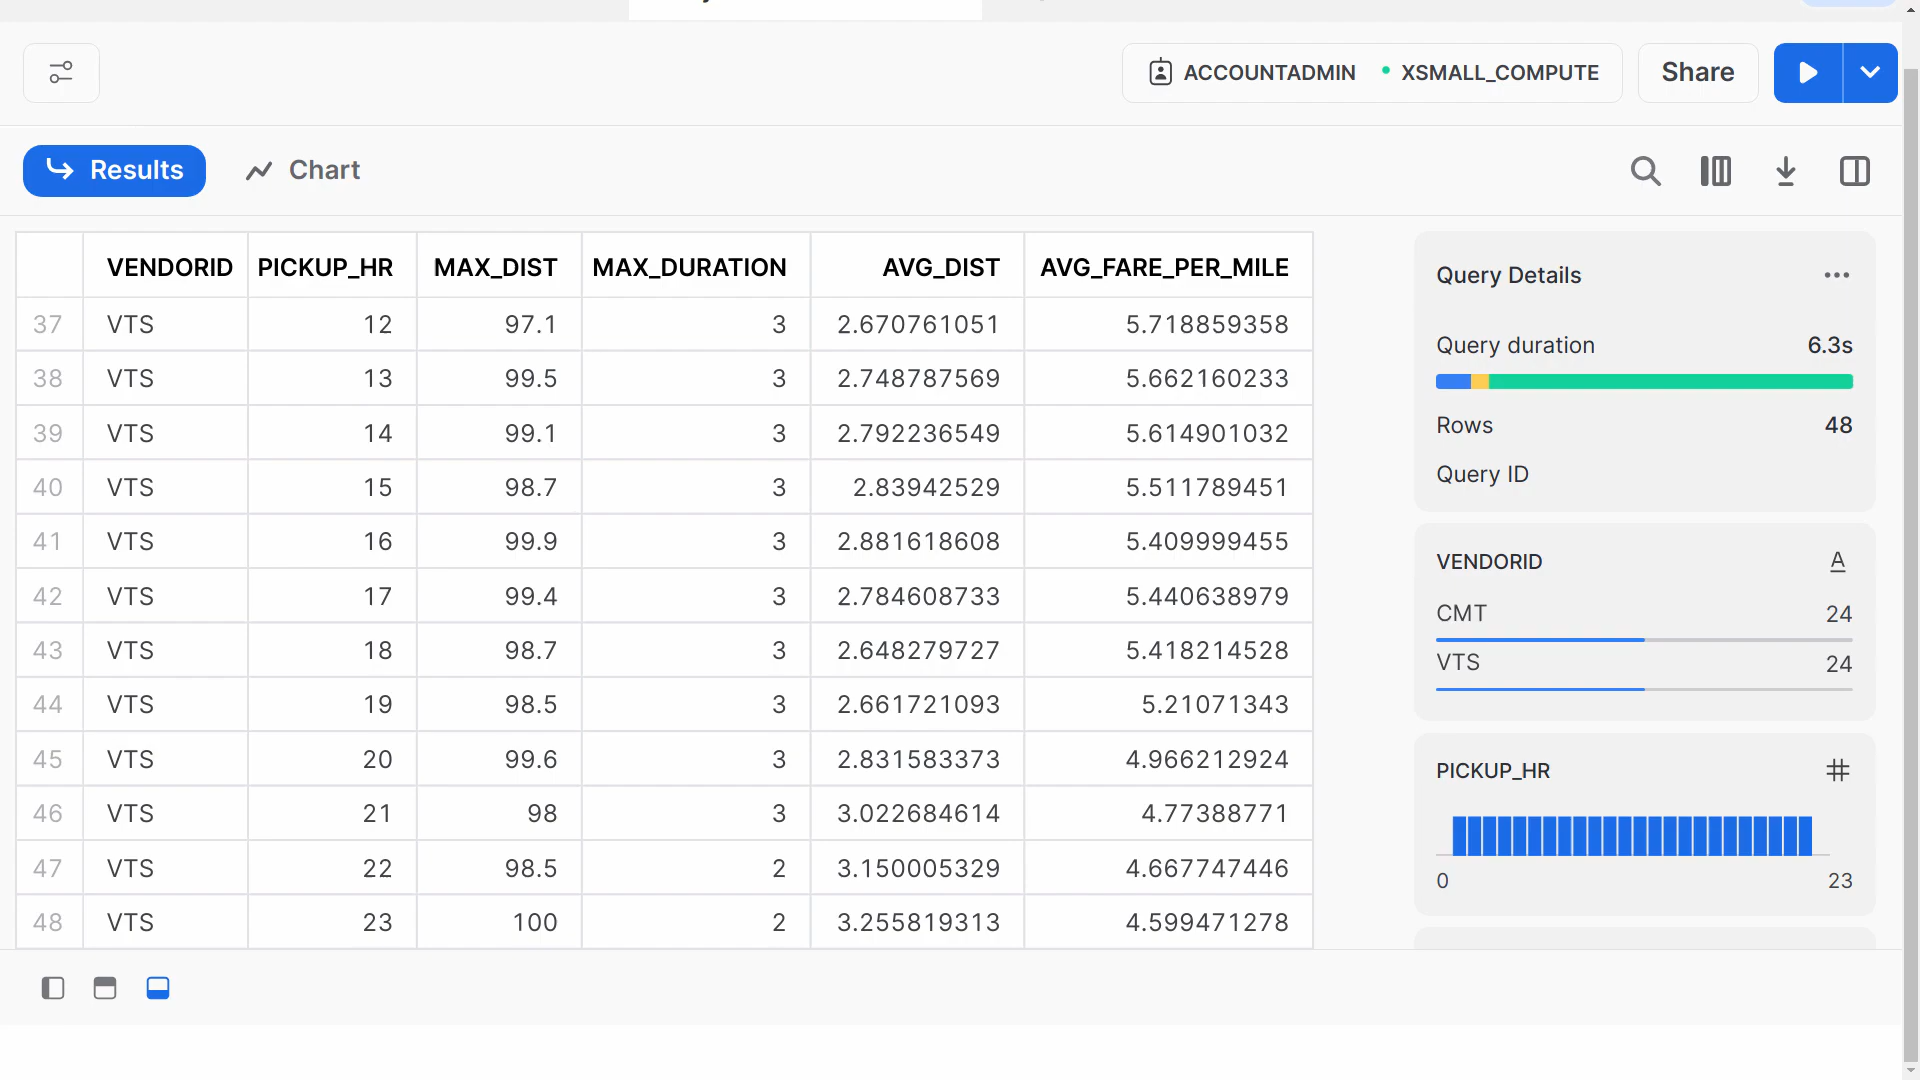 ACCOUNTADMIN XSMALL_COMPUTE Share
Results Chart
VENDORID PICKUP_HR MAX_DIST MAX_DURATION AVG_DIST AVG_FARE_PER_MILE
37 VTS 12 97.1 3 2.670761051 5.718859358
38 VTS 13 99.5 3 2.748787569 5.662160233
39 VTS 14 99.1 3 2.792236549 5.614901032
40 VTS 15 98.7 3 2.83942529 5.511789451
41 VTS 16 99.9 3 2.881618608 5.409999455
42 VTS 17 99.4 3 2.784608733 5.440638979
43 VTS 18 98.7 3 2.648279727 5.418214528
44 VTS 19 98.5 3 2.661721093 5.21071343
45 VTS 20 99.6 3 2.831583373 4.966212924
46 VTS 21 98 3 3.022684614 4.77388771
47 VTS 22 98.5 2 3.150005329 4.667747446
48 VTS 23 100 2 3.255819313 4.599471278
Query Details
Query duration 6.3s
Rows 48
Query ID
VENDORID A
CMT 24
VTS 24
PICKUP_HR #
0 23